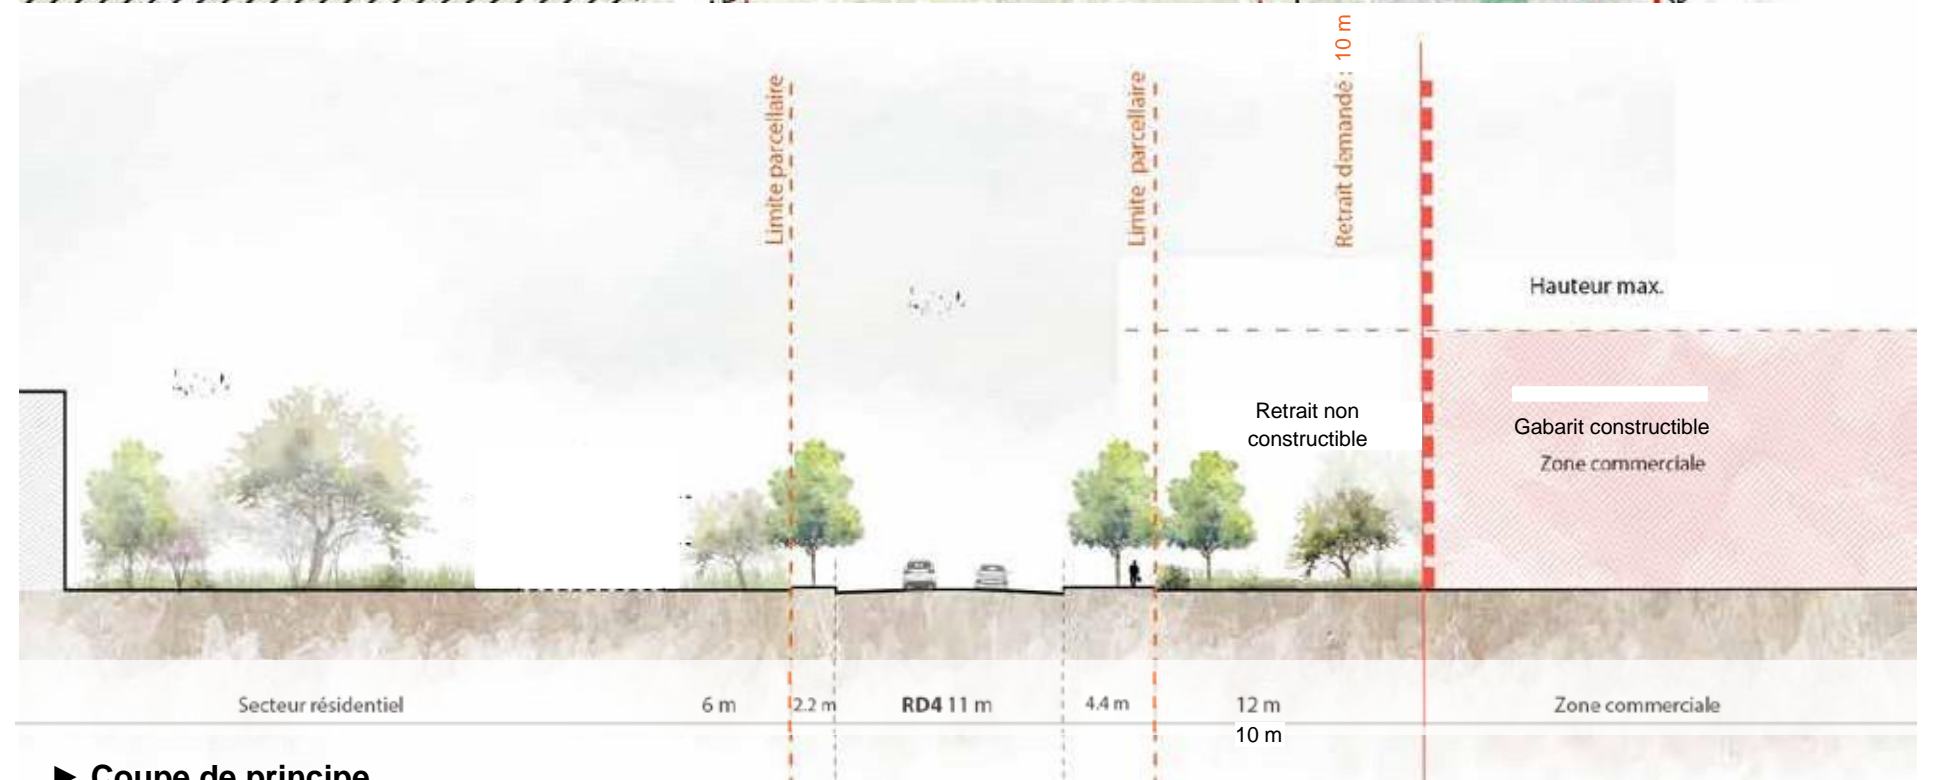 Limite parcellaire
Limite parcellaire
Retrait demandé : 10 m
Hauteur max.
Retrait non
constructible
Gabarit constructible
Zone commerciale
Secteur résidentiel
6 m
2.2 m
RD4 11 m
4.4 m
12 m
Zone commerciale
10 m
► Coupe de principe